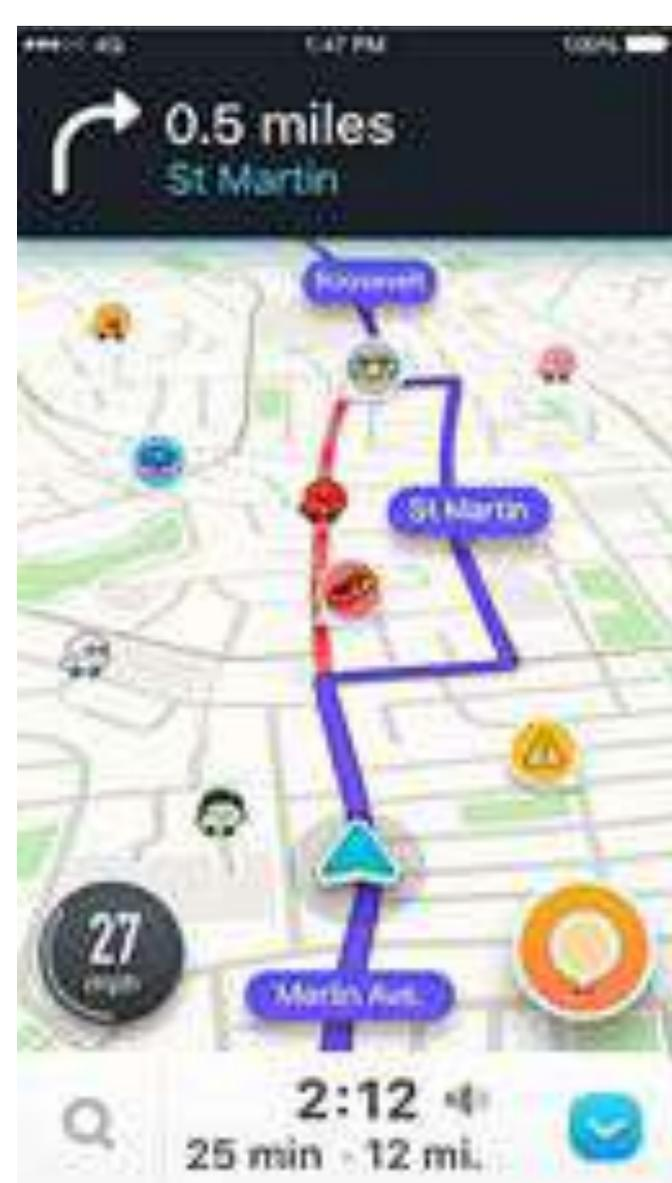 4G 1:47 PM 100%
0.5 miles
St Martin
Roosevelt
St Martin
27
mph
Martin Ave.
2:12
25 min · 12 mi.